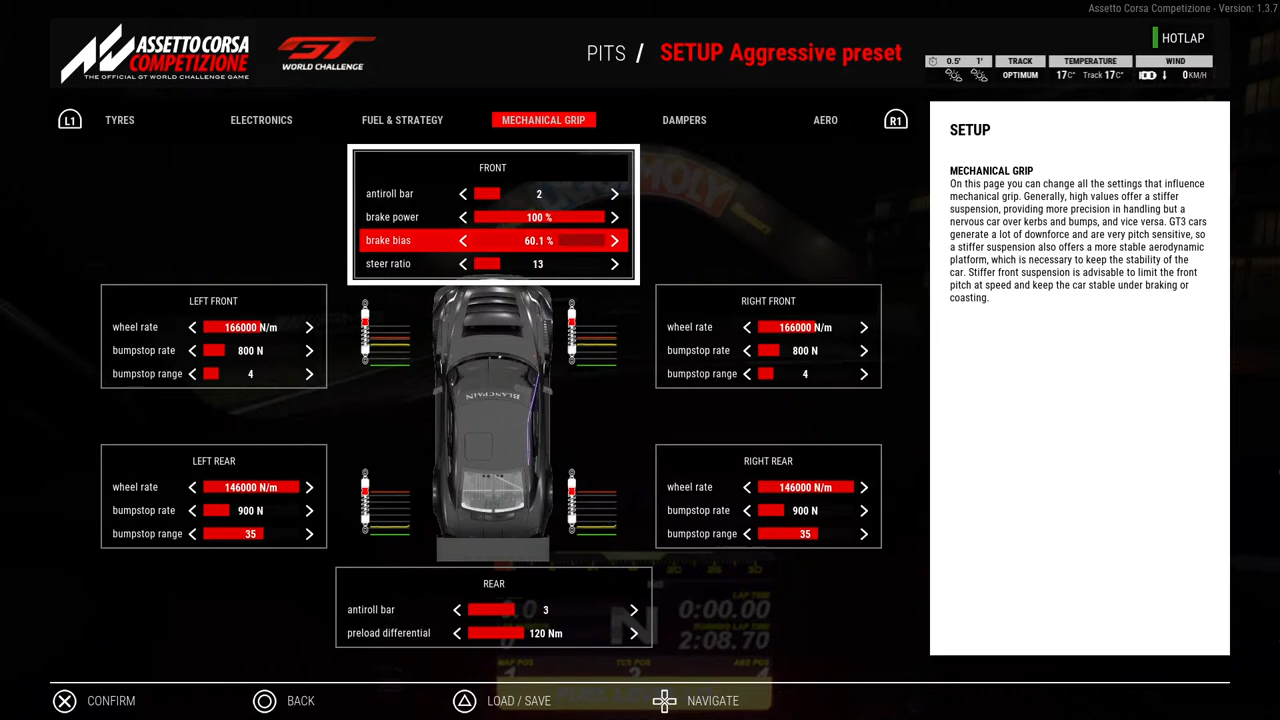 Assetto Corsa Competizione - Version: 1.3.7
ASSETTO CORSA
COMPETIZIONE
THE OFFICIAL GT WORLD CHALLENGE GAME
GT
WORLD CHALLENGE
PITS / SETUP Aggressive preset
HOTLAP
0.5' 1' TRACK TEMPERATURE WIND
OPTIMUM 17C° Track 17C° 0KM/H
L1 TYRES ELECTRONICS FUEL & STRATEGY MECHANICAL GRIP DAMPERS AERO R1
FRONT
antiroll bar 2
brake power 100 %
brake bias 60.1 %
steer ratio 13
LEFT FRONT
wheel rate 166000 N/m
bumpstop rate 800 N
bumpstop range 4
RIGHT FRONT
wheel rate 166000 N/m
bumpstop rate 800 N
bumpstop range 4
BLANCPAIN
LEFT REAR
wheel rate 146000 N/m
bumpstop rate 900 N
bumpstop range 35
RIGHT REAR
wheel rate 146000 N/m
bumpstop rate 900 N
bumpstop range 35
REAR
antiroll bar 3
preload differential 120 Nm
LAP TIME
0:00.00
N
2:08.70
SETUP
MECHANICAL GRIP
On this page you can change all the settings that influence
mechanical grip. Generally, high values offer a stiffer
suspension, providing more precision in handling but a
nervous car over kerbs and bumps, and vice versa. GT3 cars
generate a lot of downforce and are very pitch sensitive, so
a stiffer suspension also offers a more stable aerodynamic
platform, which is necessary to keep the stability of the
car. Stiffer front suspension is advisable to limit the front
pitch at speed and keep the car stable under braking or
coasting.
CONFIRM BACK LOAD / SAVE NAVIGATE